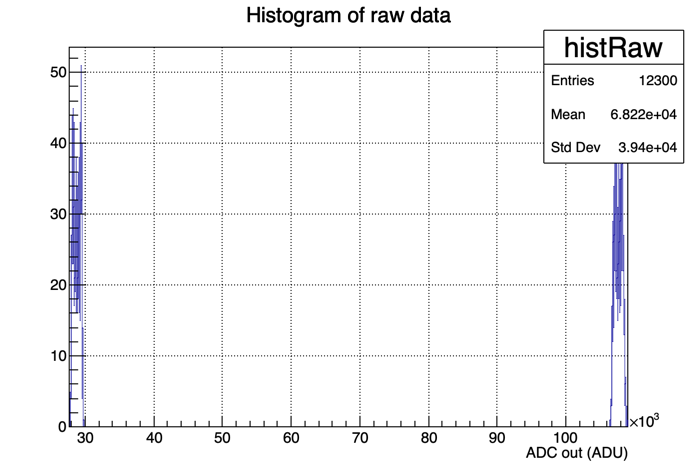 Histogram of raw data
histRaw
Entries 12300
Mean 6.822e+04
Std Dev 3.94e+04
50
40
30
20
10
0
30 40 50 60 70 80 90 100
×10³
ADC out (ADU)